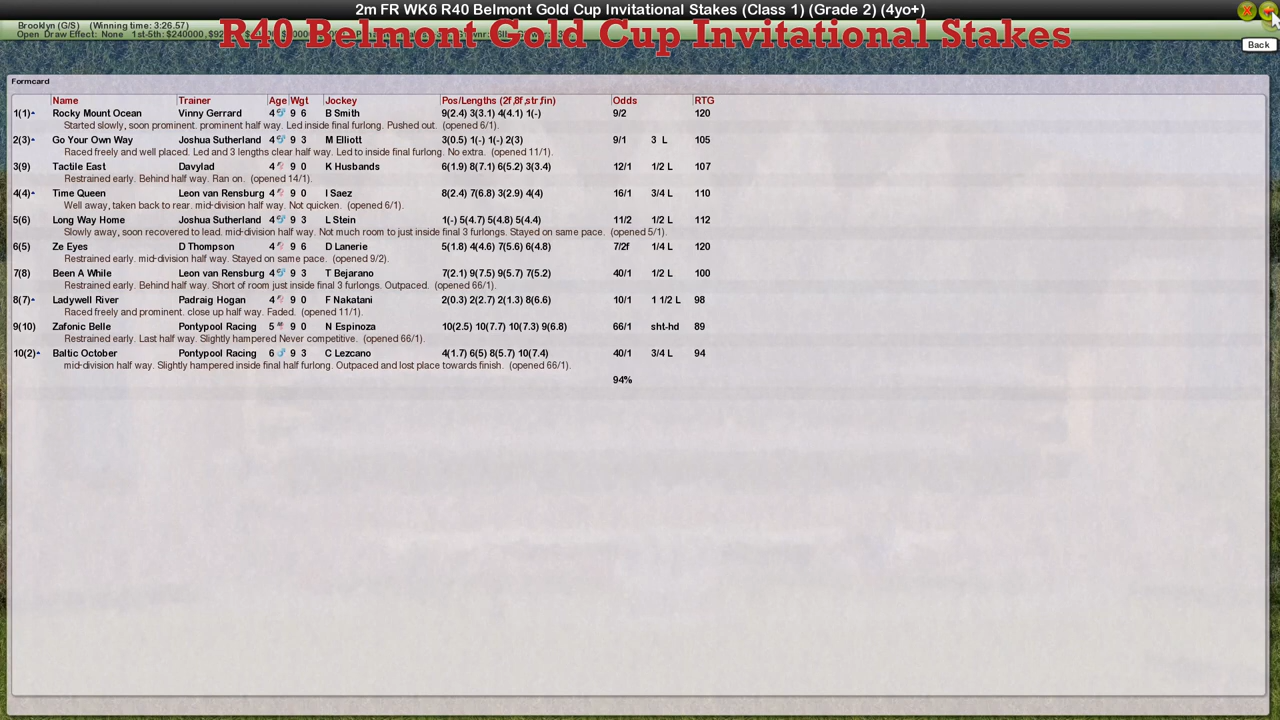 2m FR WK6 R40 Belmont Gold Cup Invitational Stakes (Class 1) (Grade 2) (4yo+)
Brooklyn (G/S) (Winning time: 3:26.57)
R40 Belmont Gold Cup Invitational Stakes
Open Draw Effect: None 1st-5th: $240000,
Back
Formcard
Name Trainer Age Wgt Jockey Pos/Lengths (2f,8f,str,fin) Odds RTG
1(1) Rocky Mount Ocean Vinny Gerrard 4 9 6 B Smith 9(2.4) 3(3.1) 4(4.1) 1(-) 9/2 120
Started slowly, soon prominent. prominent half way. Led inside final furlong. Pushed out. (opened 6/1).
2(3) Go Your Own Way Joshua Sutherland 4 9 3 M Elliott 3(0.5) 1(-) 1(-) 2(3) 9/1 3 L 105
Raced freely and well placed. Led and 3 lengths clear half way. Led to inside final furlong. No extra. (opened 11/1).
3(9) Tactile East Davylad 4 9 0 K Husbands 6(1.9) 8(7.1) 6(5.2) 3(3.4) 12/1 1/2 L 107
Restrained early. Behind half way. Ran on. (opened 14/1).
4(4) Time Queen Leon van Rensburg 4 9 0 I Saez 8(2.4) 7(6.8) 3(2.9) 4(4) 16/1 3/4 L 110
Well away, taken back to rear. mid-division half way. Not quicken. (opened 6/1).
5(6) Long Way Home Joshua Sutherland 4 9 3 L Stein 1(-) 5(4.7) 5(4.8) 5(4.4) 11/2 1/2 L 112
Slowly away, soon recovered to lead. mid-division half way. Not much room to just inside final 3 furlongs. Stayed on same pace. (opened 5/1).
6(5) Ze Eyes D Thompson 4 9 6 D Lanerie 5(1.8) 4(4.6) 7(5.6) 6(4.8) 7/2f 1/4 L 120
Restrained early. mid-division half way. Stayed on same pace. (opened 9/2).
7(8) Been A While Leon van Rensburg 4 9 3 T Bejarano 7(2.1) 9(7.5) 9(5.7) 7(5.2) 40/1 1/2 L 100
Restrained early. Behind half way. Short of room just inside final 3 furlongs. Outpaced. (opened 66/1).
8(7) Ladywell River Padraig Hogan 4 9 0 F Nakatani 2(0.3) 2(2.7) 2(1.3) 8(6.6) 10/1 1 1/2 L 98
Raced freely and prominent. close up half way. Faded. (opened 11/1).
9(10) Zafonic Belle Pontypool Racing 5 9 0 N Espinoza 10(2.5) 10(7.7) 10(7.3) 9(6.8) 66/1 sht-hd 89
Restrained early. Last half way. Slightly hampered Never competitive. (opened 66/1).
10(2) Baltic October Pontypool Racing 6 9 3 C Lezcano 4(1.7) 6(5) 8(5.7) 10(7.4) 40/1 3/4 L 94
mid-division half way. Slightly hampered inside final half furlong. Outpaced and lost place towards finish. (opened 66/1).
94%